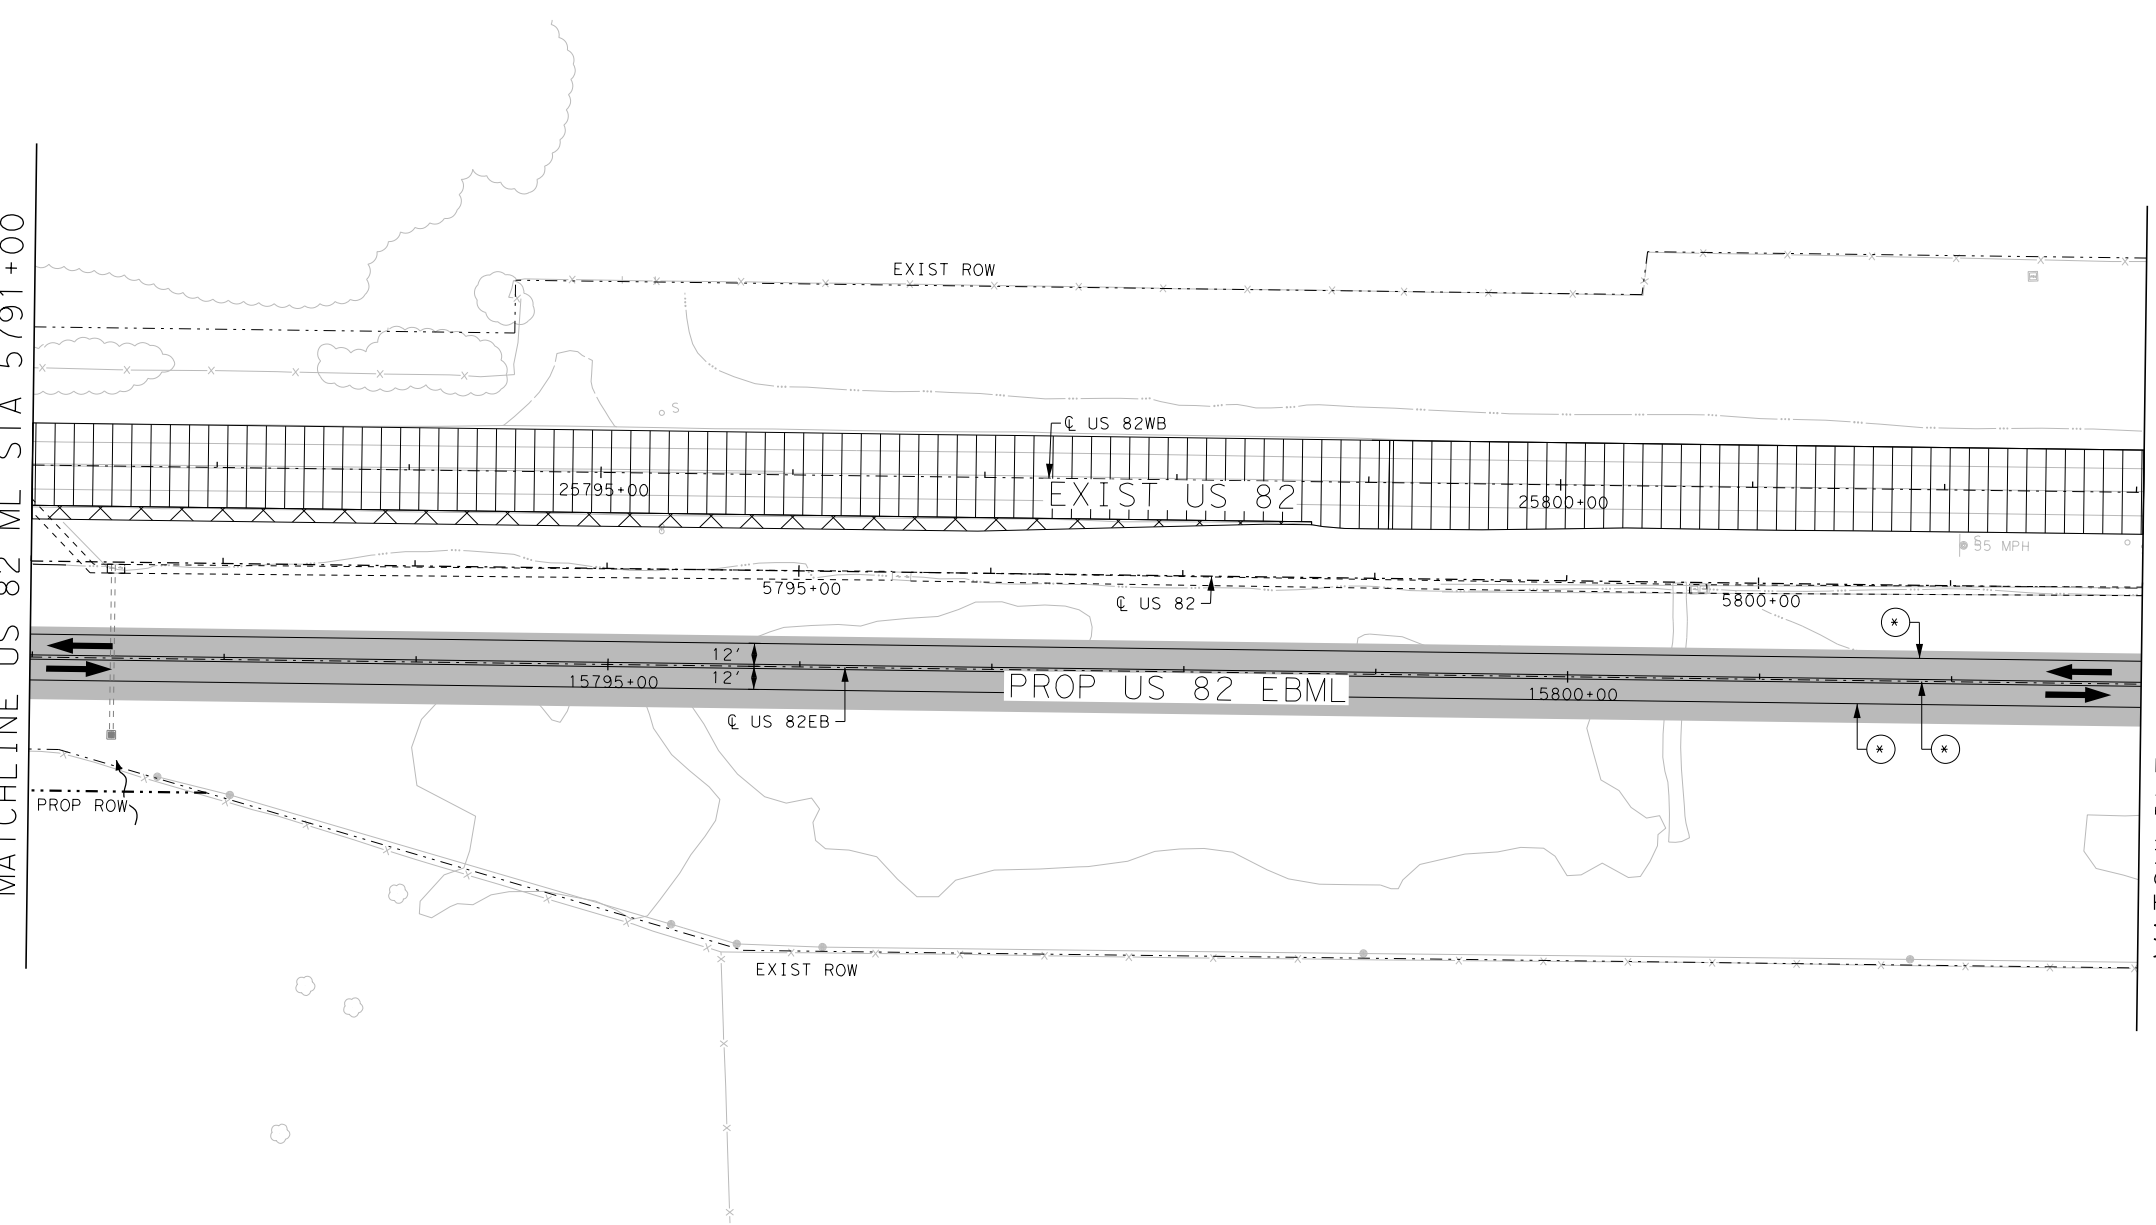 MATCHLINE US 82 ML STA 5791+00
EXIST ROW
S
℄ US 82WB
25795+00
EXIST US 82
25800+00
55 MPH
5795+00
℄ US 82
5800+00
*
12'
12'
15795+00
PROP US 82 EBML
15800+00
℄ US 82EB
*
*
PROP ROW
EXIST ROW